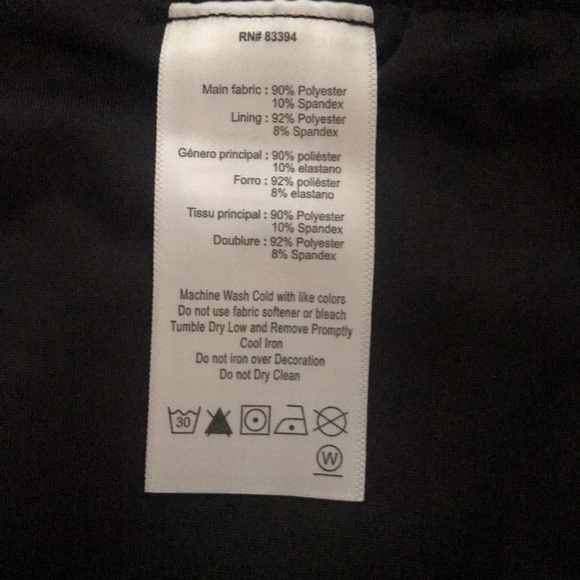 RN# 83394
Main fabric : 90% Polyester
10% Spandex
Lining : 92% Polyester
8% Spandex
Género principal : 90% poliéster
10% elastano
Forro : 92% poliéster
8% elastano
Tissu principal : 90% Polyester
10% Spandex
Doublure : 92% Polyester
8% Spandex
Machine Wash Cold with like colors
Do not use fabric softener or bleach
Tumble Dry Low and Remove Promptly
Cool Iron
Do not iron over Decoration
Do not Dry Clean
30
W